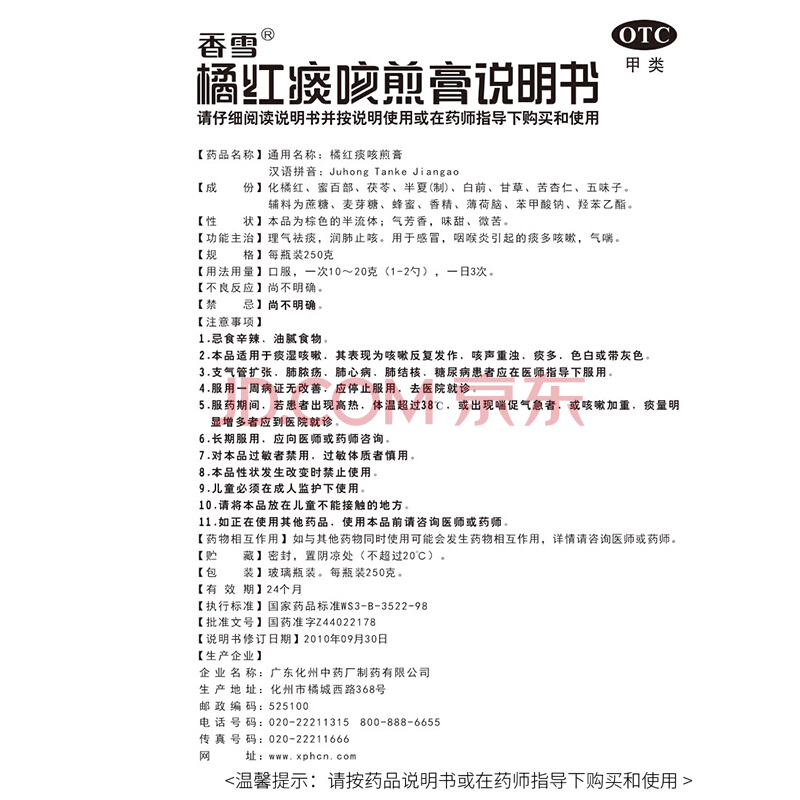 香雪®
OTC
甲类
橘红痰咳煎膏说明书
请仔细阅读说明书并按说明使用或在药师指导下购买和使用
【药品名称】通用名称：橘红痰咳煎膏
汉语拼音：Juhong Tanke Jiangao
【成 份】化橘红、蜜百部、茯苓、半夏(制)、白前、甘草、苦杏仁、五味子。
辅料为蔗糖、麦芽糖、蜂蜜、香精、薄荷脑、苯甲酸钠、羟苯乙酯。
【性 状】本品为棕色的半流体；气芳香，味甜、微苦。
【功能主治】理气祛痰，润肺止咳。用于感冒，咽喉炎引起的痰多咳嗽，气喘。
【规 格】每瓶装250克
【用法用量】口服，一次10～20克（1-2勺），一日3次。
【不良反应】尚不明确。
【禁 忌】尚不明确。
【注意事项】
1.忌食辛辣、油腻食物。
2.本品适用于痰湿咳嗽，其表现为咳嗽反复发作，咳声重浊，痰多，色白或带灰色。
3.支气管扩张、肺脓疡、肺心病、肺结核、糖尿病患者应在医师指导下服用。
4.服用一周病证无改善，应停止服用，去医院就诊。
5.服药期间，若患者出现高热，体温超过38℃，或出现喘促气急者，或咳嗽加重，痰量明
显增多者应到医院就诊。
6.长期服用，应向医师或药师咨询。
7.对本品过敏者禁用，过敏体质者慎用。
8.本品性状发生改变时禁止使用。
9.儿童必须在成人监护下使用。
10.请将本品放在儿童不能接触的地方。
11.如正在使用其他药品，使用本品前请咨询医师或药师。
【药物相互作用】如与其他药物同时使用可能会发生药物相互作用，详情请咨询医师或药师。
【贮 藏】密封，置阴凉处（不超过20℃）。
【包 装】玻璃瓶装。每瓶装250克。
【有 效 期】24个月
【执行标准】国家药品标准WS3-B-3522-98
【批准文号】国药准字Z44022178
【说明书修订日期】2010年09月30日
【生产企业】
企 业 名 称：广东化州中药厂制药有限公司
生 产 地 址：化州市橘城西路368号
邮 政 编 码：525100
电 话 号 码：020-22211315 800-888-6655
传 真 号 码：020-22211666
网 址：www.xphcn.com
JD.COM 京东
<温馨提示：请按药品说明书或在药师指导下购买和使用 >